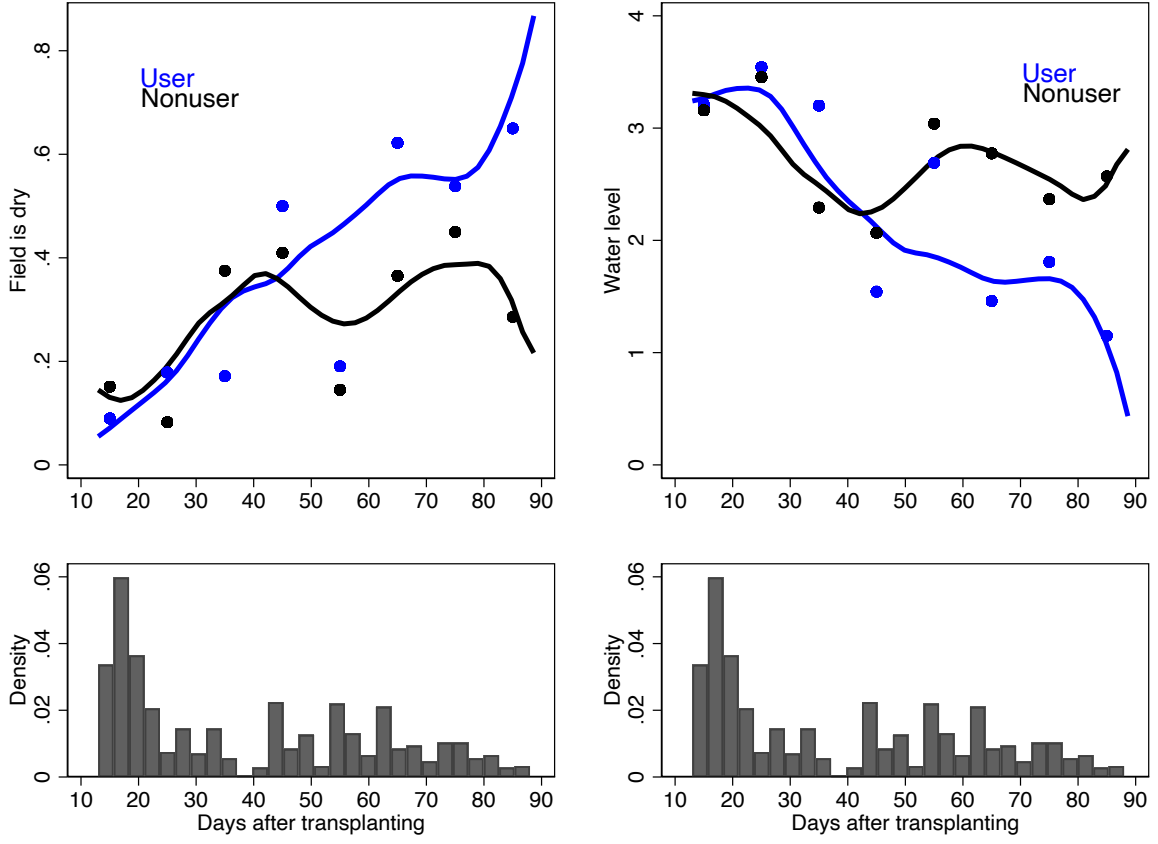 User
Nonuser
Field is dry
.8
.6
.4
.2
0
10 20 30 40 50 60 70 80 90
User
Nonuser
Water level
4
3
2
1
0
10 20 30 40 50 60 70 80 90
Density
.06
.04
.02
0
10 20 30 40 50 60 70 80 90
Days after transplanting
Density
.06
.04
.02
0
10 20 30 40 50 60 70 80 90
Days after transplanting